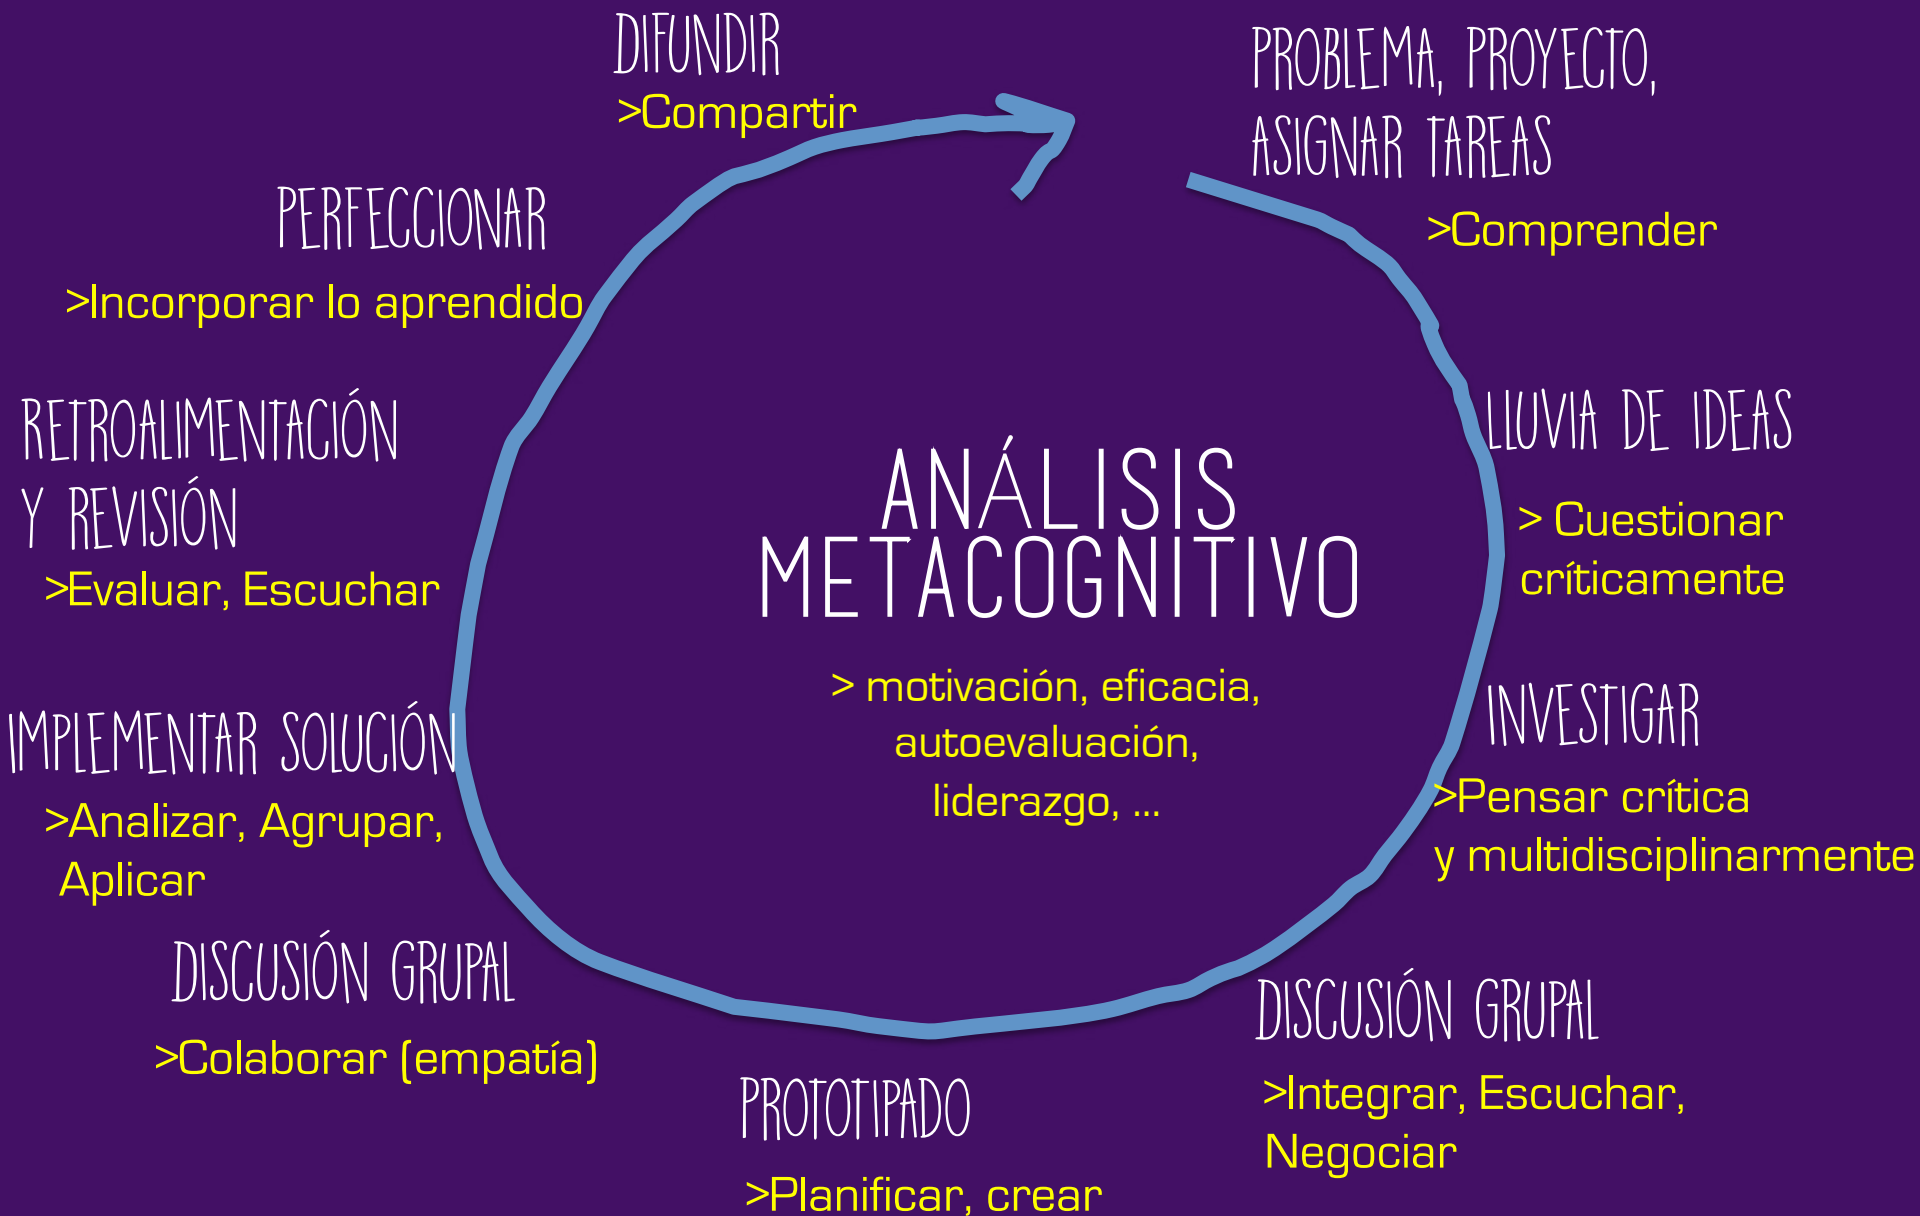 DIFUNDIR
>Compartir
PROBLEMA, PROYECTO,
ASIGNAR TAREAS
>Comprender
LLUVIA DE IDEAS
> Cuestionar
críticamente
INVESTIGAR
>Pensar crítica
y multidisciplinarmente
DISCUSIÓN GRUPAL
>Integrar, Escuchar,
Negociar
PROTOTIPADO
>Planificar, crear
DISCUSIÓN GRUPAL
>Colaborar (empatía)
IMPLEMENTAR SOLUCIÓN
>Analizar, Agrupar,
Aplicar
RETROALIMENTACIÓN
Y REVISIÓN
>Evaluar, Escuchar
PERFECCIONAR
>Incorporar lo aprendido
ANÁLISIS
METACOGNITIVO
> motivación, eficacia,
autoevaluación,
liderazgo, ...